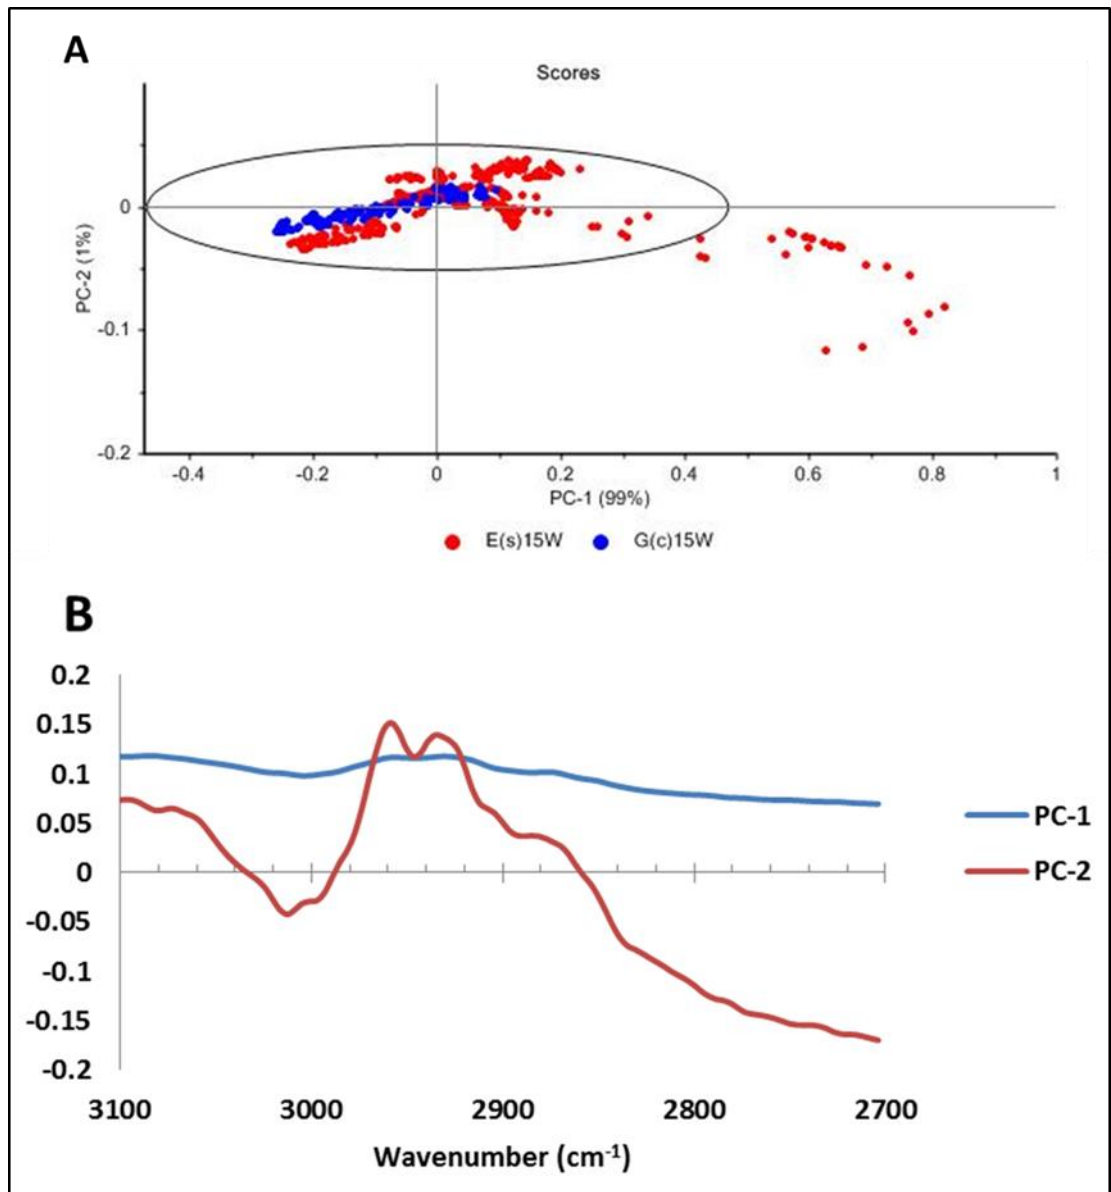 A
Scores
0
-0.1
-0.2
PC-2 (1%)
-0.4 -0.2 0 0.2 0.4 0.6 0.8 1
PC-1 (99%)
E(s)15W G(c)15W
B
0.2
0.15
0.1
0.05
0
-0.05
-0.1
-0.15
-0.2
PC-1
PC-2
3100 3000 2900 2800 2700
Wavenumber (cm⁻¹)